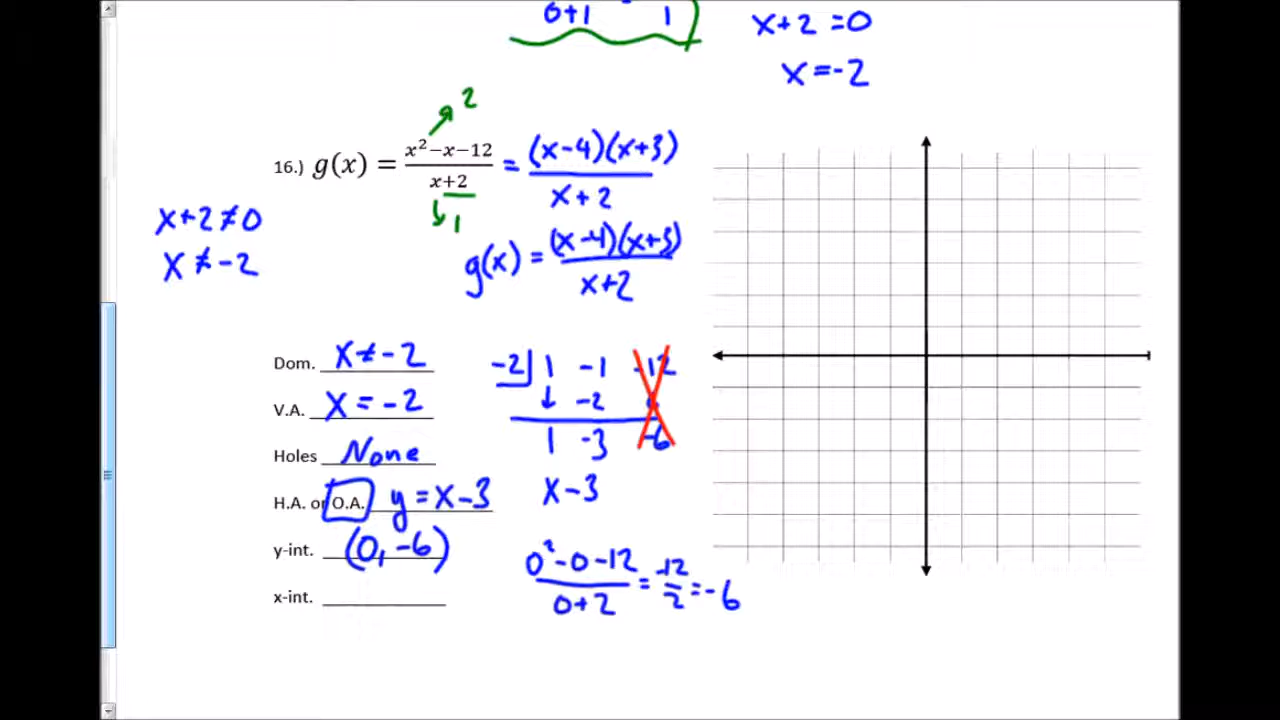 0+1   1
x+2=0
x=-2
2
16.) g(x) = (x²−x−12)/(x+2) = (x-4)(x+3)/(x+2)
1
x+2≠0
x≠-2
g(x) = (x-4)(x+3)/(x+2)
Dom. x≠-2
-2 | 1 -1 -12
V.A. x=-2
↓ -2
1 -3 -6
Holes None
H.A. or O.A. y=x-3
x-3
y-int. (0,-6)
(0²-0-12)/(0+2) = -12/2 = -6
x-int.